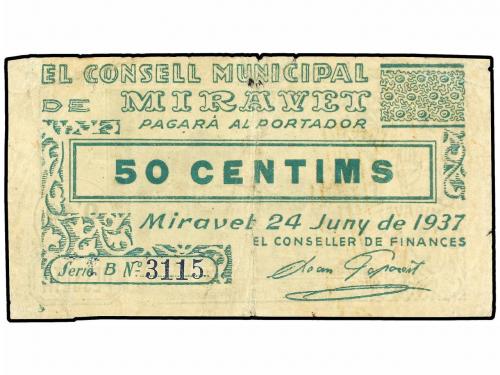 EL CONSELL MUNICIPAL
DE MIRAVET
PAGARÀ AL PORTADOR
50 CENTIMS
Miravet 24 Juny de 1937
EL CONSELLER DE FINANCES
Serie B Nº 3115